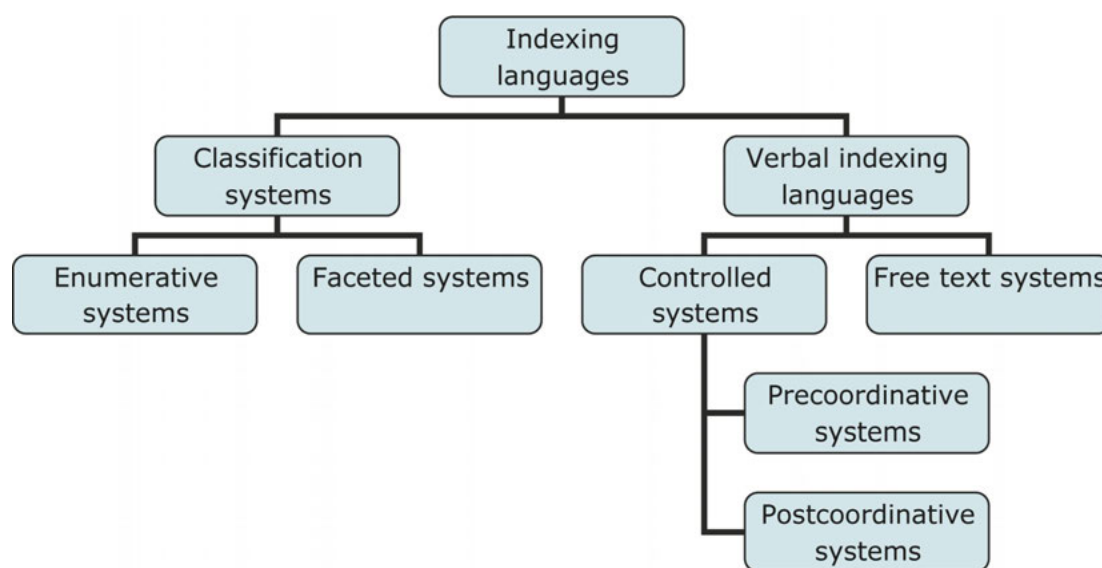 Indexing
languages
Classification
systems
Verbal indexing
languages
Enumerative
systems
Faceted systems
Controlled
systems
Free text systems
Precoordinative
systems
Postcoordinative
systems